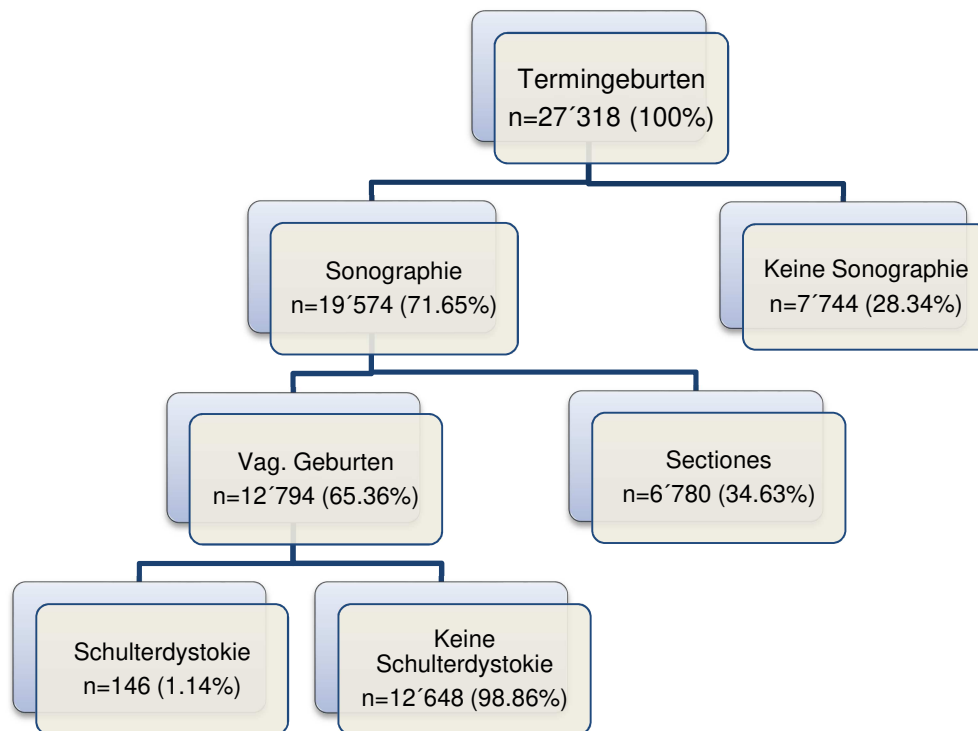 Termingeburten
n=27´318 (100%)
Sonographie
n=19´574 (71.65%)
Keine Sonographie
n=7´744 (28.34%)
Vag. Geburten
n=12´794 (65.36%)
Sectiones
n=6´780 (34.63%)
Schulterdystokie
n=146 (1.14%)
Keine
Schulterdystokie
n=12´648 (98.86%)